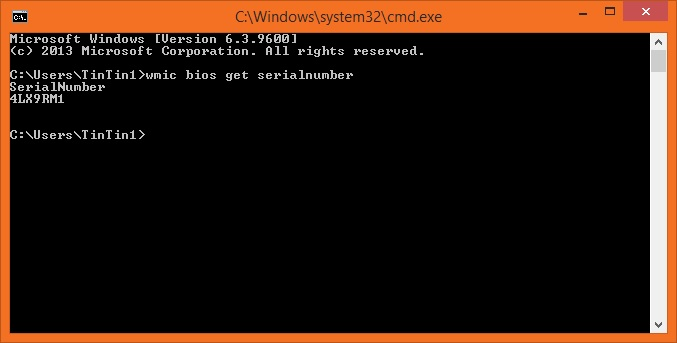 C:\Windows\system32\cmd.exe
Microsoft Windows [Version 6.3.9600]
(c) 2013 Microsoft Corporation. All rights reserved.
C:\Users\TinTin1>wmic bios get serialnumber
SerialNumber
4LX9RM1
C:\Users\TinTin1>